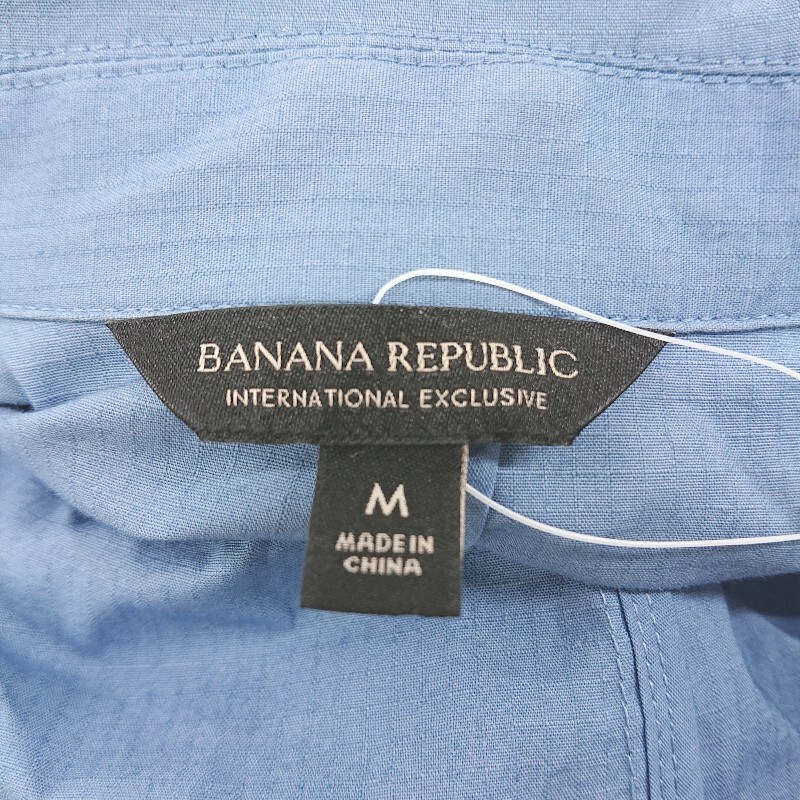 BANANA REPUBLIC
INTERNATIONAL EXCLUSIVE
M
MADE IN
CHINA